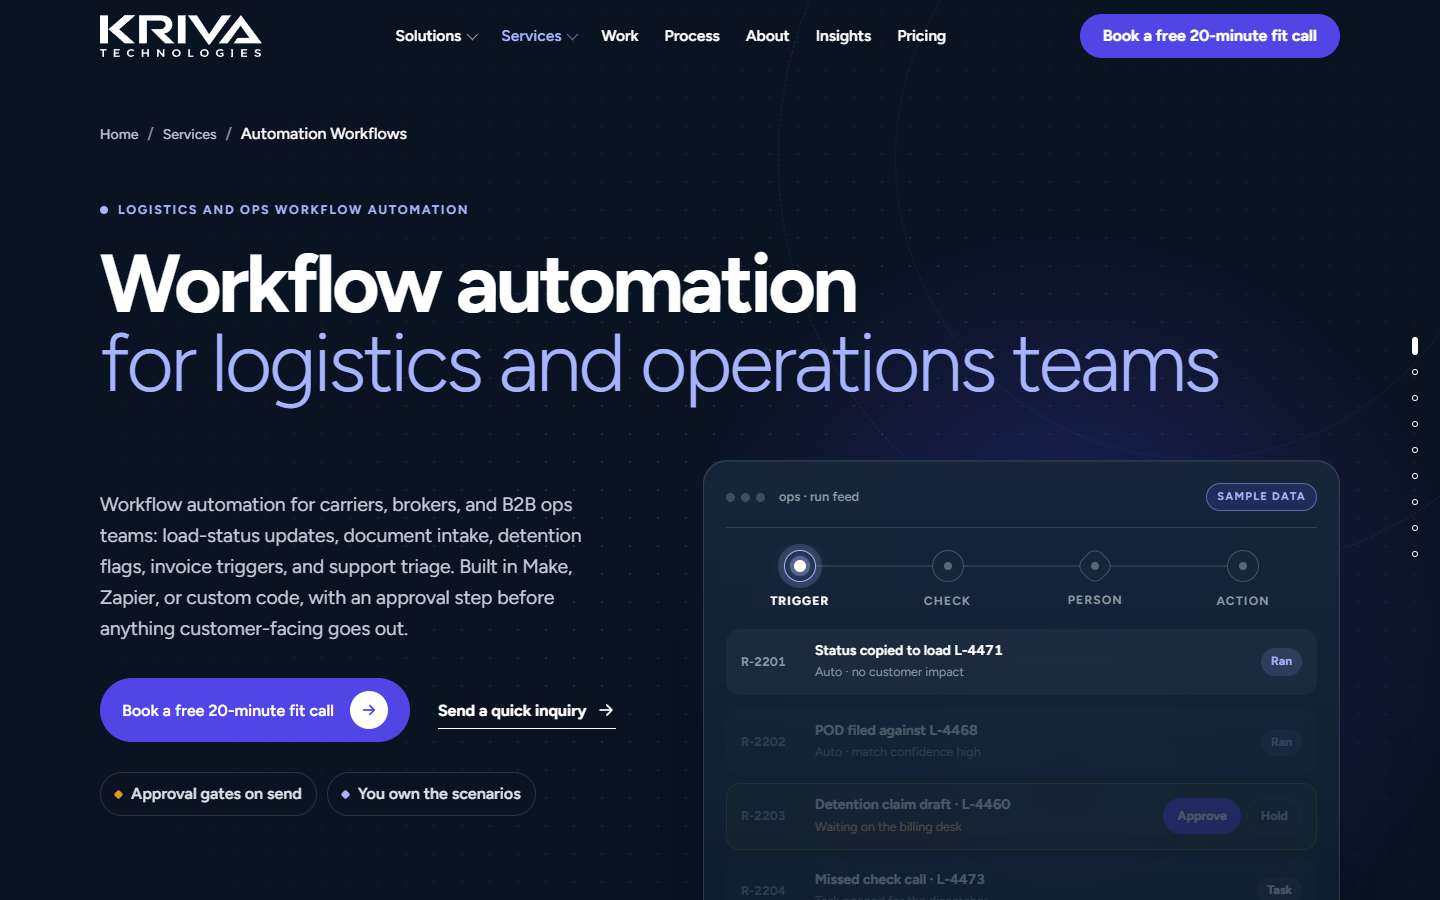 KRIVA
TECHNOLOGIES
Solutions Services Work Process About Insights Pricing
Book a free 20-minute fit call
Home / Services / Automation Workflows
LOGISTICS AND OPS WORKFLOW AUTOMATION
Workflow automation
for logistics and operations teams
Workflow automation for carriers, brokers, and B2B ops
teams: load-status updates, document intake, detention
flags, invoice triggers, and support triage. Built in Make,
Zapier, or custom code, with an approval step before
anything customer-facing goes out.
Book a free 20-minute fit call
Send a quick inquiry
Approval gates on send
You own the scenarios
ops · run feed
SAMPLE DATA
TRIGGER CHECK PERSON ACTION
R-2201
Status copied to load L-4471
Auto · no customer impact
Ran
R-2202
POD filed against L-4468
Auto · match confidence high
Ran
R-2203
Detention claim draft · L-4460
Waiting on the billing desk
Approve
Hold
R-2204
Missed check call · L-4473
Task